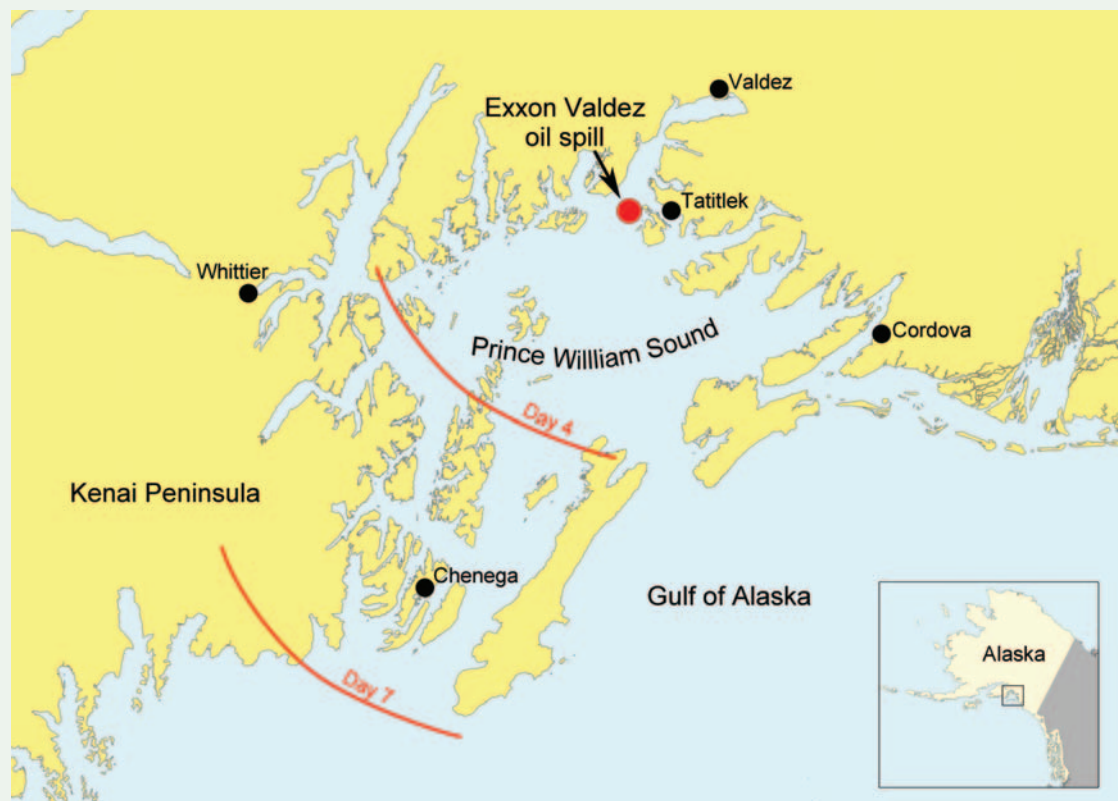 Valdez
Exxon Valdez
oil spill
Tatitlek
Whittier
Cordova
Prince Willliam Sound
Day 4
Kenai Peninsula
Chenega
Gulf of Alaska
Day 7
Alaska